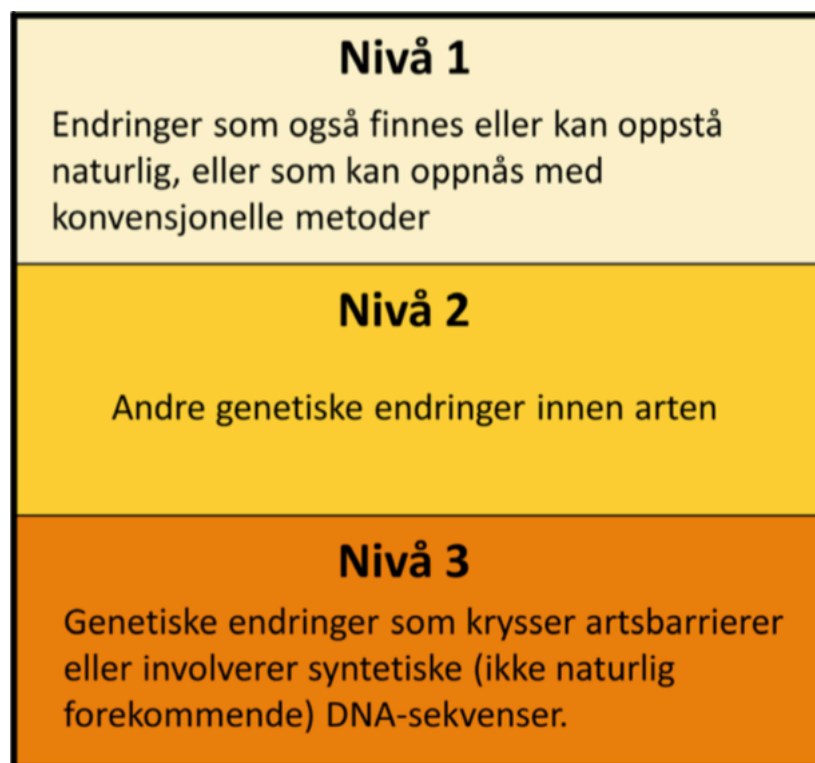 Nivå 1
Endringer som også finnes eller kan oppstå
naturlig, eller som kan oppnås med
konvensjonelle metoder
Nivå 2
Andre genetiske endringer innen arten
Nivå 3
Genetiske endringer som krysser artsbarrierer
eller involverer syntetiske (ikke naturlig
forekommende) DNA-sekvenser.